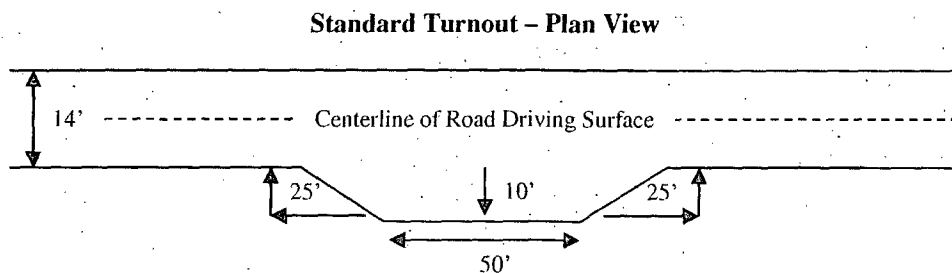 Standard Turnout – Plan View
14'
Centerline of Road Driving Surface
25'
10'
25'
50'